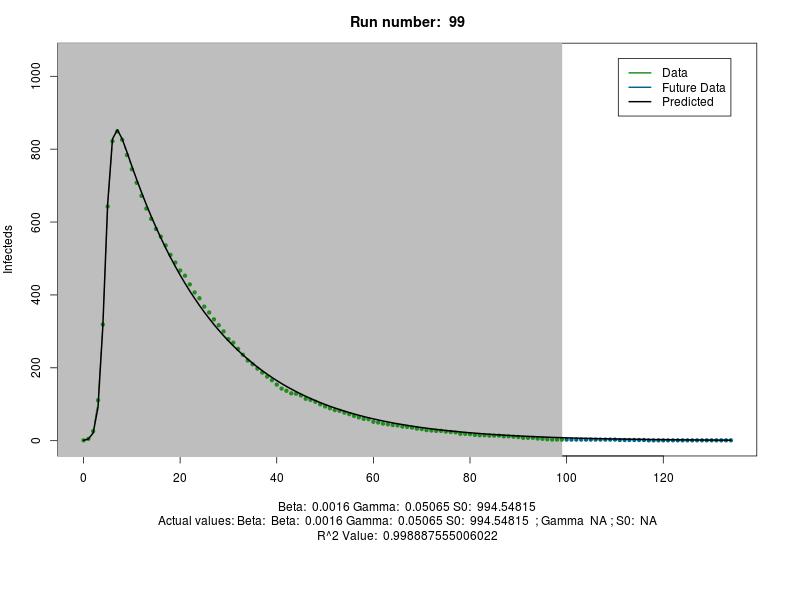 Run number: 99
Data
Future Data
Predicted
Infecteds
0
200
400
600
800
1000
0 20 40 60 80 100 120
Beta: 0.0016 Gamma: 0.05065 S0: 994.54815
Actual values: Beta: Beta: 0.0016 Gamma: 0.05065 S0: 994.54815 ; Gamma NA ; S0: NA
R^2 Value: 0.998887555006022